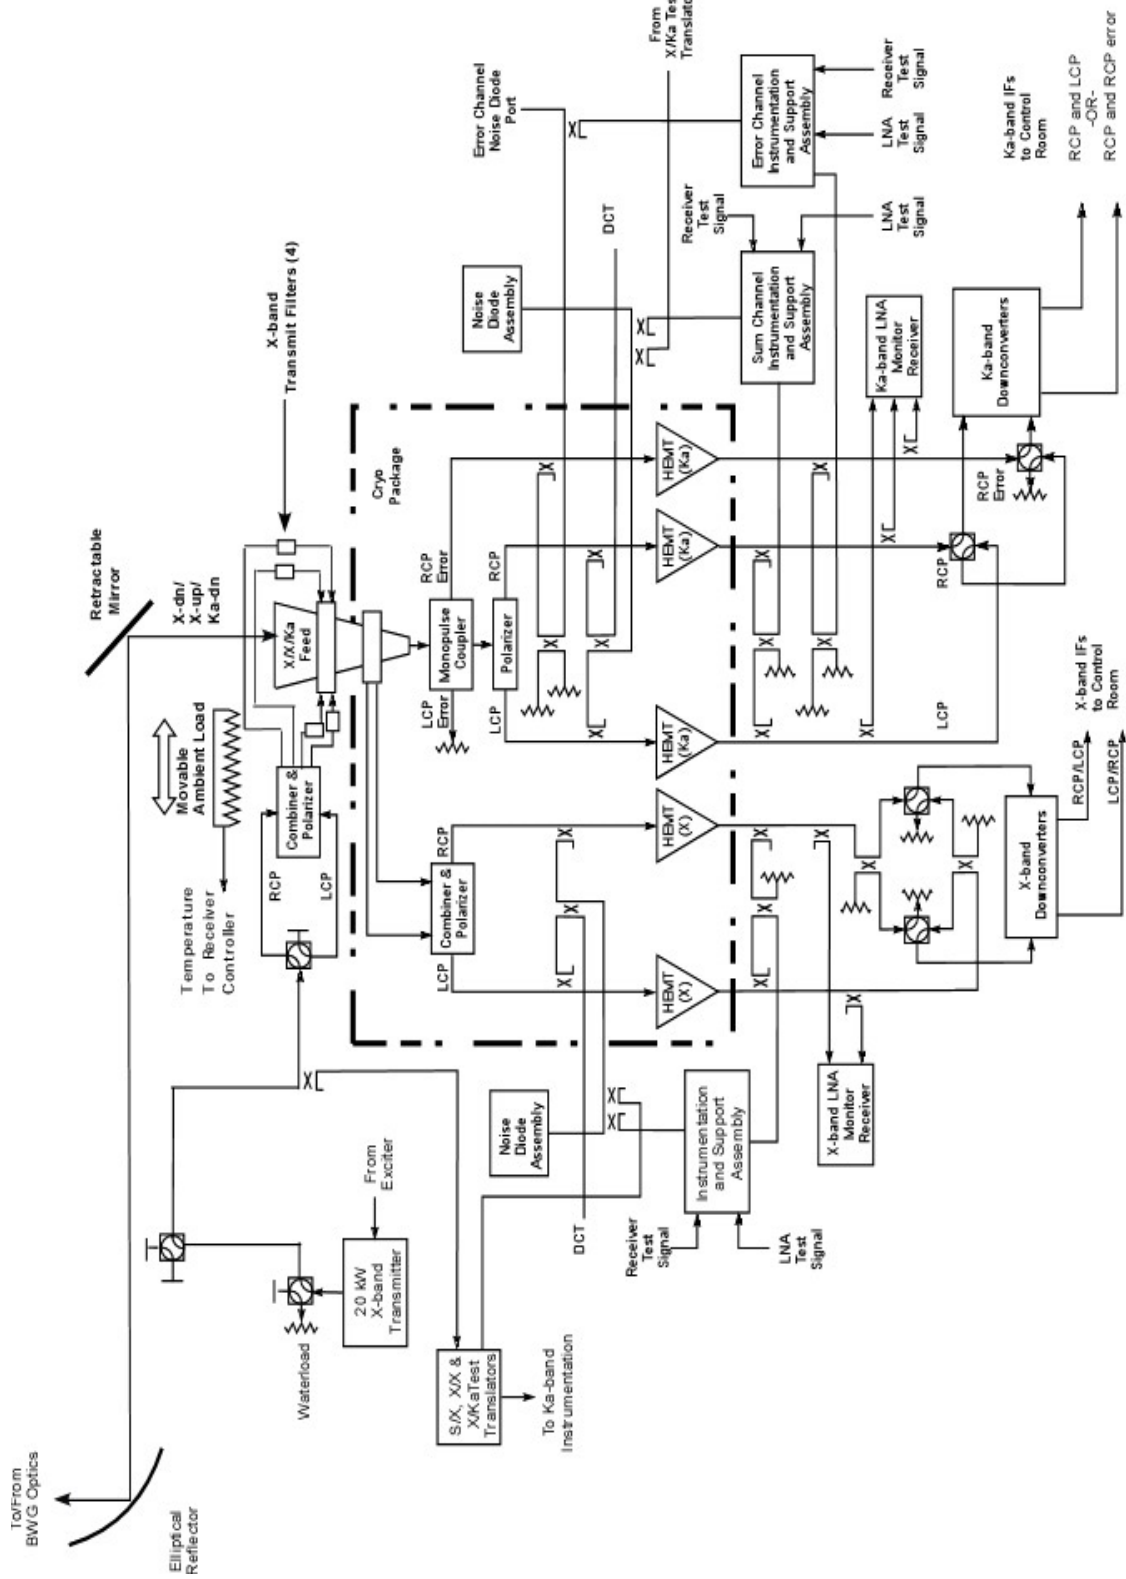 To/From
BWG Optics
Elliptical
Reflector
Retractable
Mirror
X-dn/
X-up/
Ka-dn
Movable
Ambient Load
Temperature
To Receiver
Controller
X-band
Transmit Filters (4)
X/X/Ka
Feed
Combiner &
Polarizer
RCP
LCP
Waterload
20 kW
X-band
Transmitter
From
Exciter
S/X, X/X &
X/KaTest
Translators
To Ka-band
Instrumentation
Cryo
Package
Monopulse
Coupler
RCP
Error
LCP
Error
Polarizer
RCP
LCP
Combiner &
Polarizer
RCP
LCP
Noise
Diode
Assembly
DCT
Error Channel
Noise Diode
Port
Noise
Diode
Assembly
DCT
From
X/Ka Tes
Translato
HEMT
(X)
HEMT
(X)
HEMT
(Ka)
HEMT
(Ka)
HEMT
(Ka)
Receiver
Test
Signal
LNA
Test
Signal
Instrumentation
and Support
Assembly
Receiver
Test
Signal
LNA
Test
Signal
Sum Channel
Instrumentation
and Support
Assembly
Error Channel
Instrumentation
and Support
Assembly
Receiver
Test
Signal
LNA
Test
Signal
X-band LNA
Monitor
Receiver
Ka-band LNA
Monitor
Receiver
LCP
RCP
RCP
Error
X-band
Downconverters
Ka-band
Downconverters
X-band IFs
to Control
Room
RCP/LCP
LCP/RCP
Ka-band IFs
to Control
Room
RCP and LCP
-OR-
RCP and RCP error